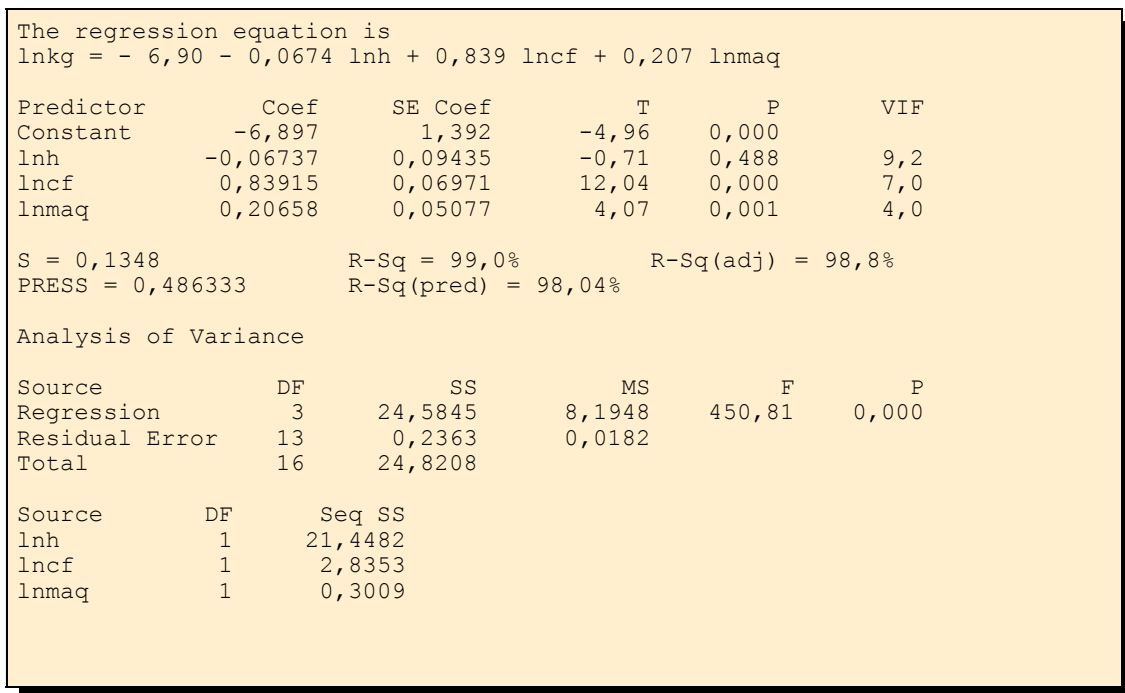 The regression equation is
lnkg = - 6,90 - 0,0674 lnh + 0,839 lncf + 0,207 lnmaq
Predictor Coef SE Coef T P VIF
Constant -6,897 1,392 -4,96 0,000
lnh -0,06737 0,09435 -0,71 0,488 9,2
lncf 0,83915 0,06971 12,04 0,000 7,0
lnmaq 0,20658 0,05077 4,07 0,001 4,0
S = 0,1348 R-Sq = 99,0% R-Sq(adj) = 98,8%
PRESS = 0,486333 R-Sq(pred) = 98,04%
Analysis of Variance
Source DF SS MS F P
Regression 3 24,5845 8,1948 450,81 0,000
Residual Error 13 0,2363 0,0182
Total 16 24,8208
Source DF Seq SS
lnh 1 21,4482
lncf 1 2,8353
lnmaq 1 0,3009